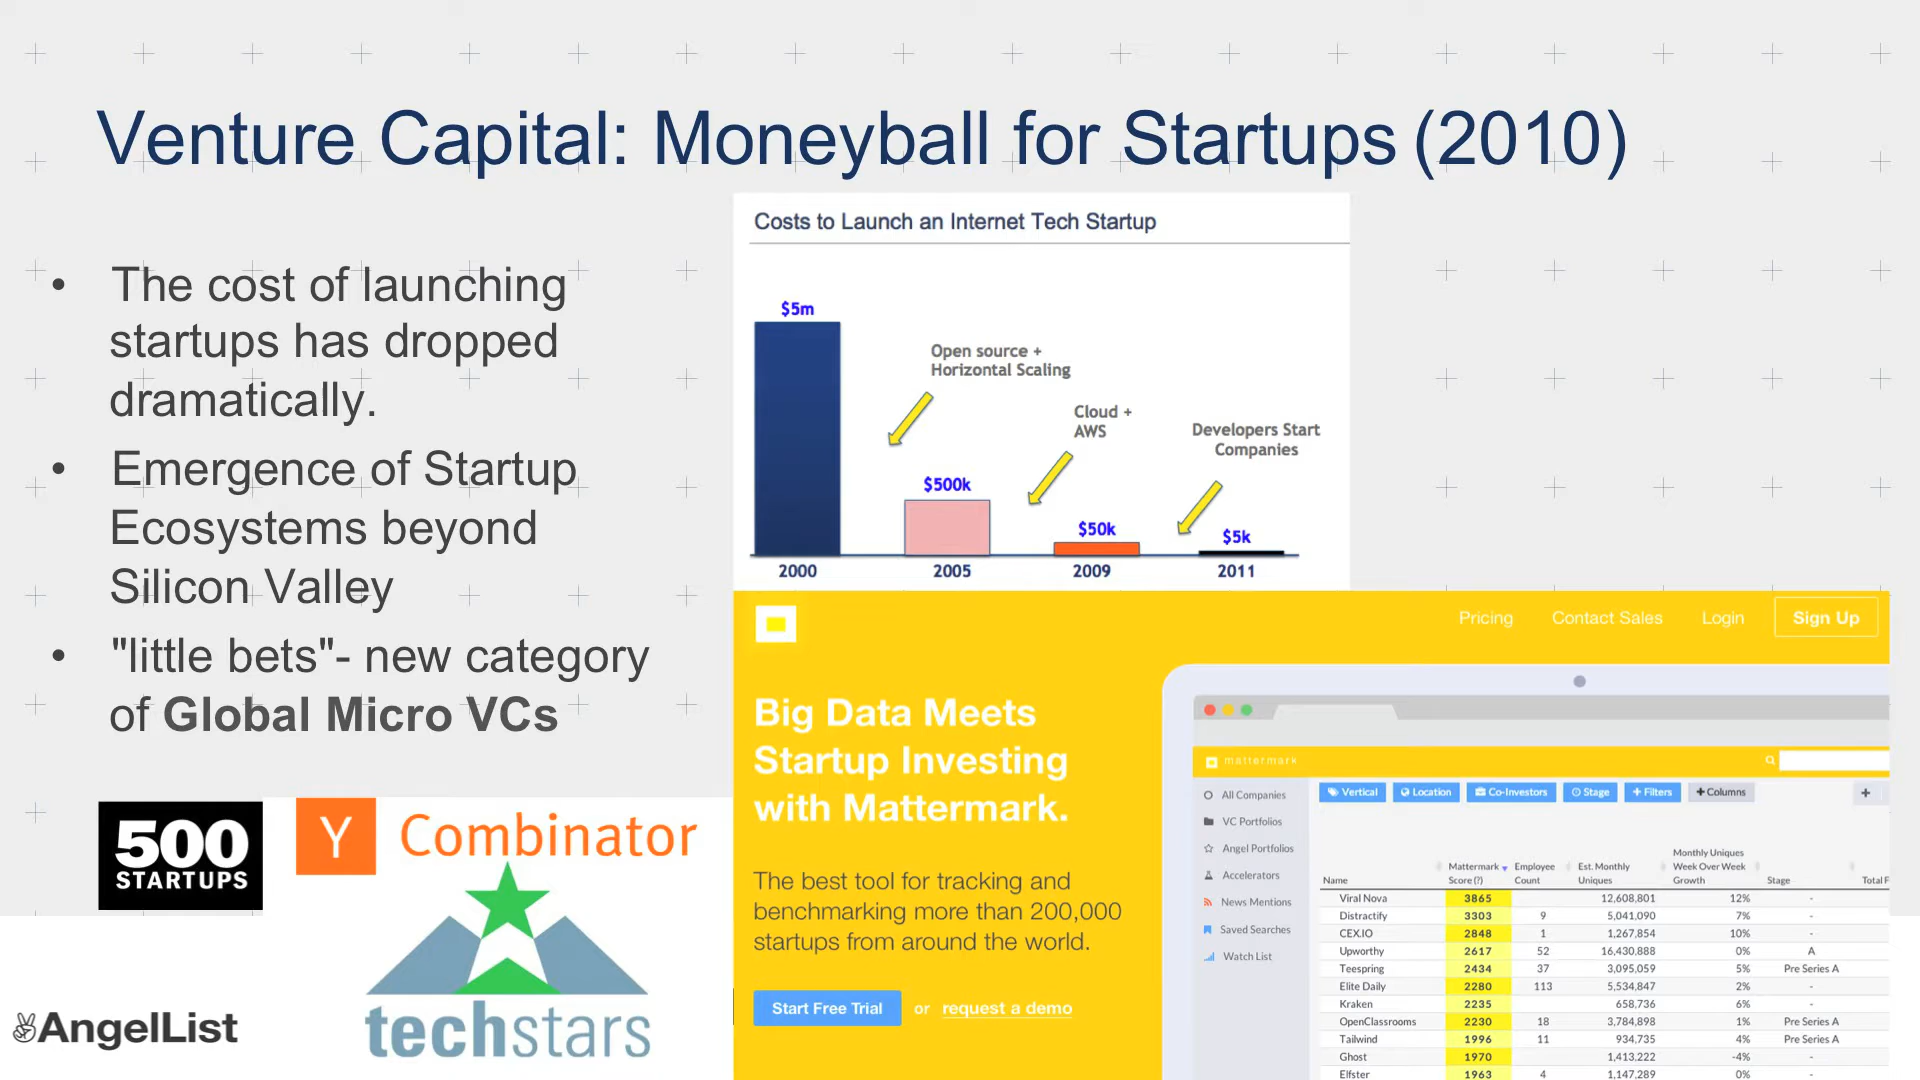 Venture Capital: Moneyball for Startups (2010)
• The cost of launching
startups has dropped
dramatically.
• Emergence of Startup
Ecosystems beyond
Silicon Valley
• "little bets"- new category
of Global Micro VCs
500
STARTUPS
Y Combinator
techstars
AngelList
Costs to Launch an Internet Tech Startup
$5m
Open source +
Horizontal Scaling
Cloud +
AWS
Developers Start
Companies
$500k
$50k
$5k
2000 2005 2009 2011
Pricing Contact Sales Login Sign Up
Big Data Meets
Startup Investing
with Mattermark.
The best tool for tracking and
benchmarking more than 200,000
startups from around the world.
Start Free Trial or request a demo
mattermark
All Companies
VC Portfolios
Angel Portfolios
Accelerators
News Mentions
Saved Searches
Watch List
Vertical Location Co-Investors Stage + Filters + Columns +
Name Mattermark Score (?) Employee Count Est. Monthly Uniques Monthly Uniques Week Over Week Growth Stage Total F
Viral Nova 3865 12,608,801 12% -
Distractify 3303 9 5,041,090 7% -
CEX.IO 2848 1 1,267,854 10% -
Upworthy 2617 52 16,430,888 0% A
Teespring 2434 37 3,095,059 5% Pre Series A
Elite Daily 2280 113 5,534,847 2% -
Kraken 2235 658,736 6% -
OpenClassrooms 2230 18 3,784,898 1% Pre Series A
Tailwind 1996 11 934,735 4% Pre Series A
Ghost 1970 1,413,222 -4% -
Elfster 1963 4 1,147,289 0% -